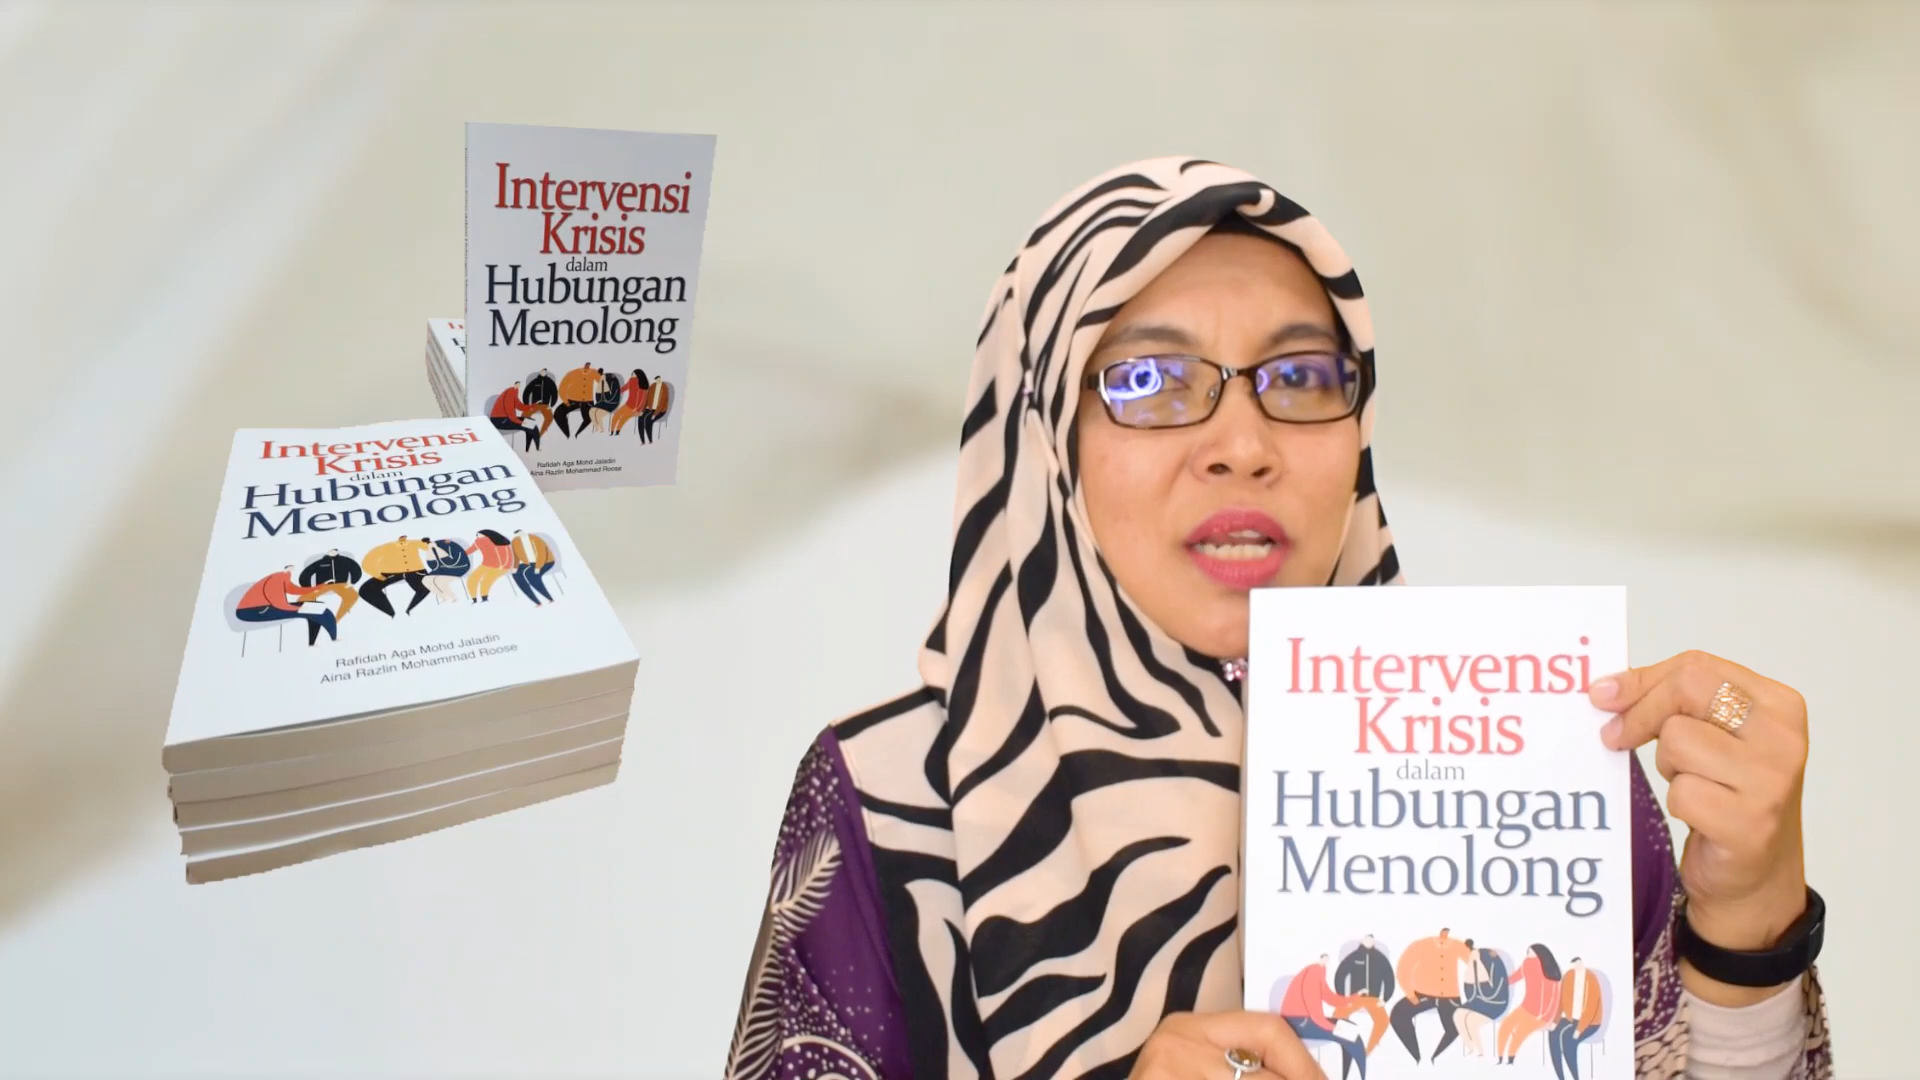 Intervensi
Krisis
dalam
Hubungan
Menolong
Rafidah Aga Mohd Jaladin
Aina Razlin Mohammad Roose
Intervensi
Krisis
dalam
Hubungan
Menolong
Rafidah Aga Mohd Jaladin
Aina Razlin Mohammad Roose
Intervensi
Krisis
dalam
Hubungan
Menolong